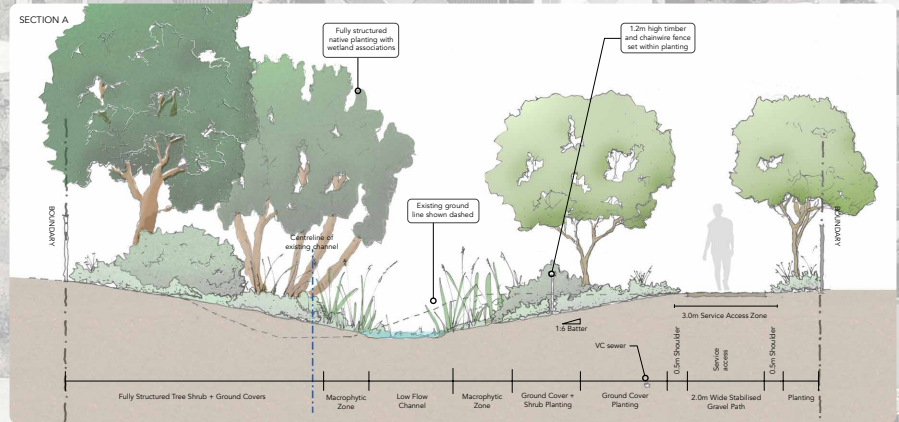 SECTION A
Fully structured
native planting with
wetland associations
1.2m high timber
and chainwire fence
set within planting
Existing ground
line shown dashed
Centreline of
existing channel
BOUNDARY
BOUNDARY
3.0m Service Access Zone
1:6 Batter
VC sewer
0.5m Shoulder
Service
access
0.5m Shoulder
Fully Structured Tree Shrub + Ground Covers
Macrophytic
Zone
Low Flow
Channel
Macrophytic
Zone
Ground Cover +
Shrub Planting
Ground Cover
Planting
2.0m Wide Stabilised
Gravel Path
Planting